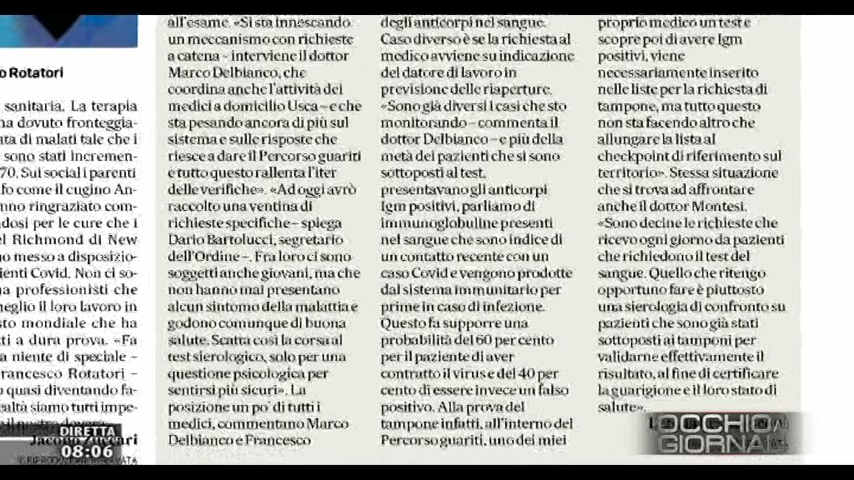 o Rotatori
sanitaria. La terapia
na dovuto fronteggia-
ata di malati tale che i
sono stati incremen-
70. Sui social i parenti
fo come il cugino An-
nno ringraziato com-
ndosi per le cure che i
el Richmond di New
no messo a disposizio-
ienti Covid. Non ci so-
na professionisti che
neglio il loro lavoro in
sto mondiale che ha
ti a dura prova. «Fa
a niente di speciale –
rancesco Rotatori –
o quasi diventando fa-
ealtà siamo tutti impe-
all'esame. «Si sta innescando
un meccanismo con richieste
a catena – interviene il dottor
Marco Delbianco, che
coordina anche l'attività dei
medici a domicilio Usca – e che
sta pesando ancora di più sul
sistema e sulle risposte che
riesce a dare il Percorso guariti
e tutto questo rallenta l'iter
delle verifiche». «Ad oggi avrò
raccolto una ventina di
richieste specifiche – spiega
Dario Bartolucci, segretario
dell'Ordine –. Fra loro ci sono
soggetti anche giovani, ma che
non hanno mai presentano
alcun sintomo della malattia e
godono comunque di buona
salute. Scatta così la corsa al
test sierologico, solo per una
questione psicologica per
sentirsi più sicuri». La
posizione un po' di tutti i
medici, commentano Marco
Delbianco e Francesco
degli anticorpi nel sangue.
Caso diverso è se la richiesta al
medico avviene su indicazione
del datore di lavoro in
previsione delle riaperture.
«Sono già diversi i casi che sto
monitorando – commenta il
dottor Delbianco – e più della
metà dei pazienti che si sono
sottoposti al test,
presentavano gli anticorpi
Igm positivi, parliamo di
immunoglobuline presenti
nel sangue che sono indice di
un contatto recente con un
caso Covid e vengono prodotte
dal sistema immunitario per
prime in caso di infezione.
Questo fa supporre una
probabilità del 60 per cento
per il paziente di aver
contratto il virus e del 40 per
cento di essere invece un falso
positivo. Alla prova del
tampone infatti, all'interno del
Percorso guariti, uno dei miei
proprio medico un test e
scopre poi di avere Igm
positivi, viene
necessariamente inserito
nelle liste per la richiesta di
tampone, ma tutto questo
non sta facendo altro che
allungare la lista al
checkpoint di riferimento sul
territorio». Stessa situazione
che si trova ad affrontare
anche il dottor Montesi.
«Sono decine le richieste che
ricevo ogni giorno da pazienti
che richiedono il test del
sangue. Quello che ritengo
opportuno fare è piuttosto
una sierologia di confronto su
pazienti che sono già stati
sottoposti ai tamponi per
validarne effettivamente il
risultato, al fine di certificare
la guarigione e il loro stato di
salute».
DIRETTA
08:06
OCCHIO AI
GIORNALI